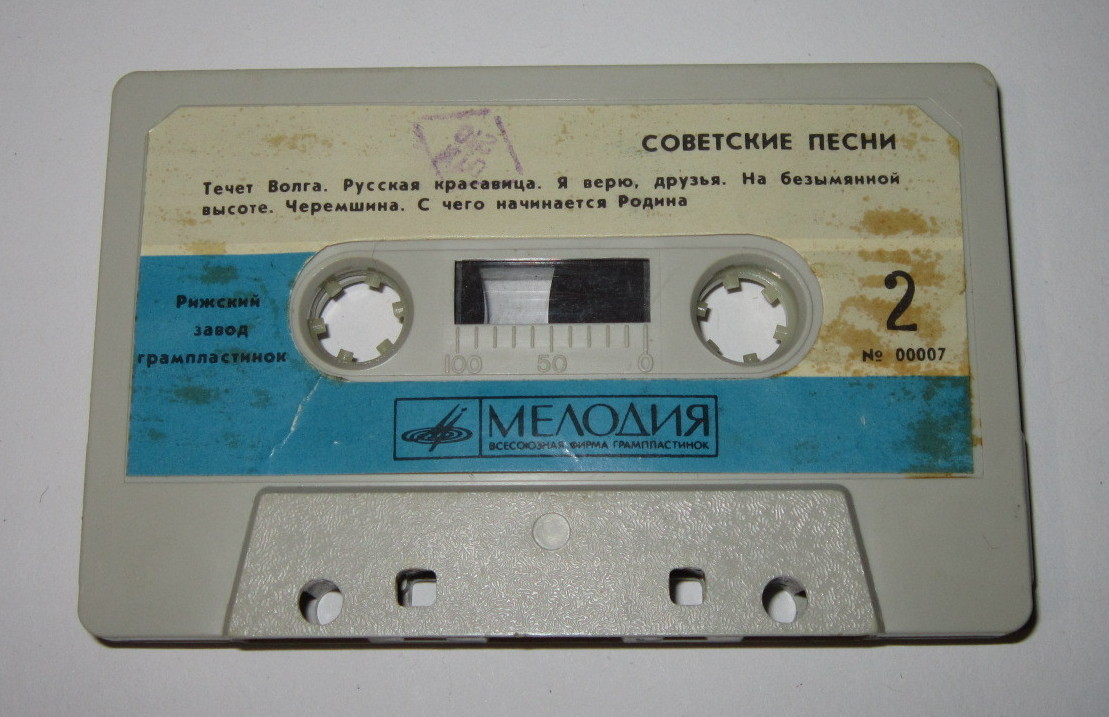 СОВЕТСКИЕ ПЕСНИ
Течет Волга. Русская красавица. Я верю, друзья. На безымянной
высоте. Черемшина. С чего начинается Родина
Рижский
завод
грампластинок
2
№ 00007
100 50 0
МЕЛОДИЯ
ВСЕСОЮЗНАЯ ФИРМА ГРАМПЛАСТИНОК